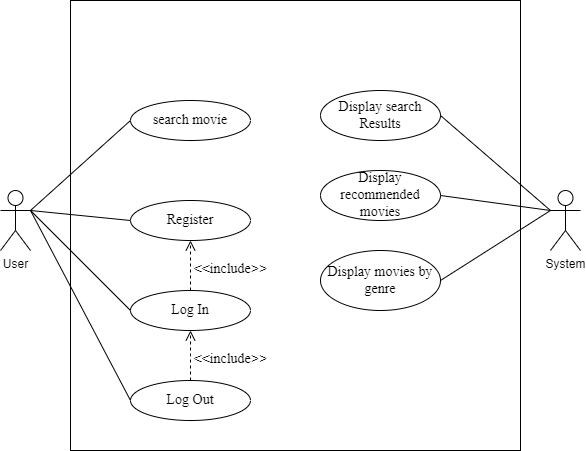 search movie
Display search
Results
Display
recommended
movies
Register
User
System
<<include>>
Display movies by
genre
Log In
<<include>>
Log Out